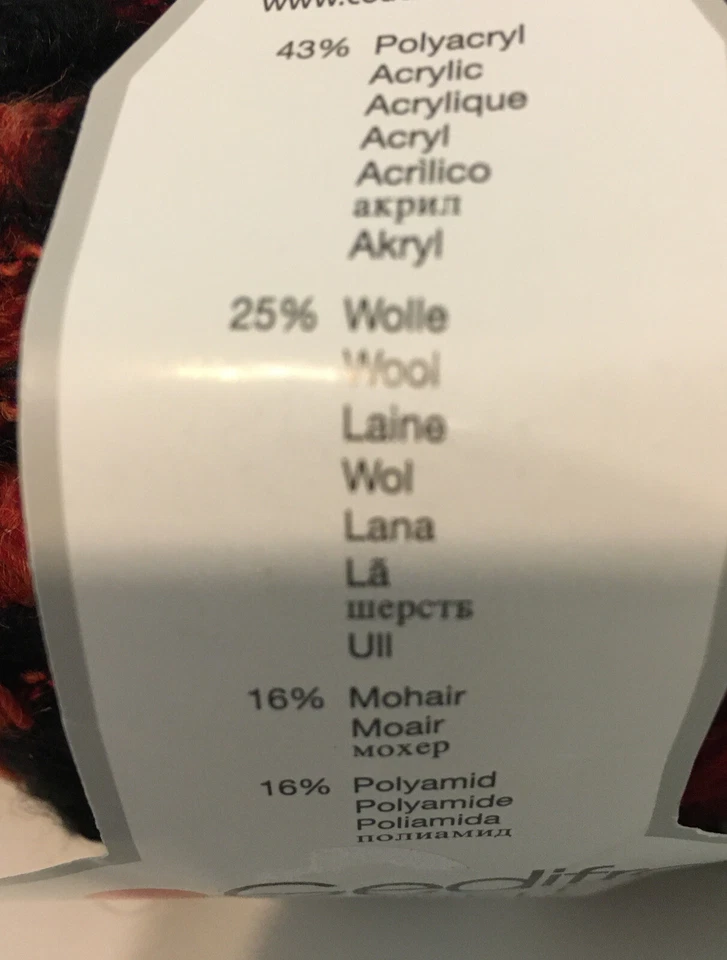 43% Polyacryl
Acrylic
Acrylique
Acryl
Acrilico
акрил
Akryl
25% Wolle
Wool
Laine
Wol
Lana
Lã
шерсть
Ull
16% Mohair
Moair
мохер
16% Polyamid
Polyamide
Poliamida
полиамид